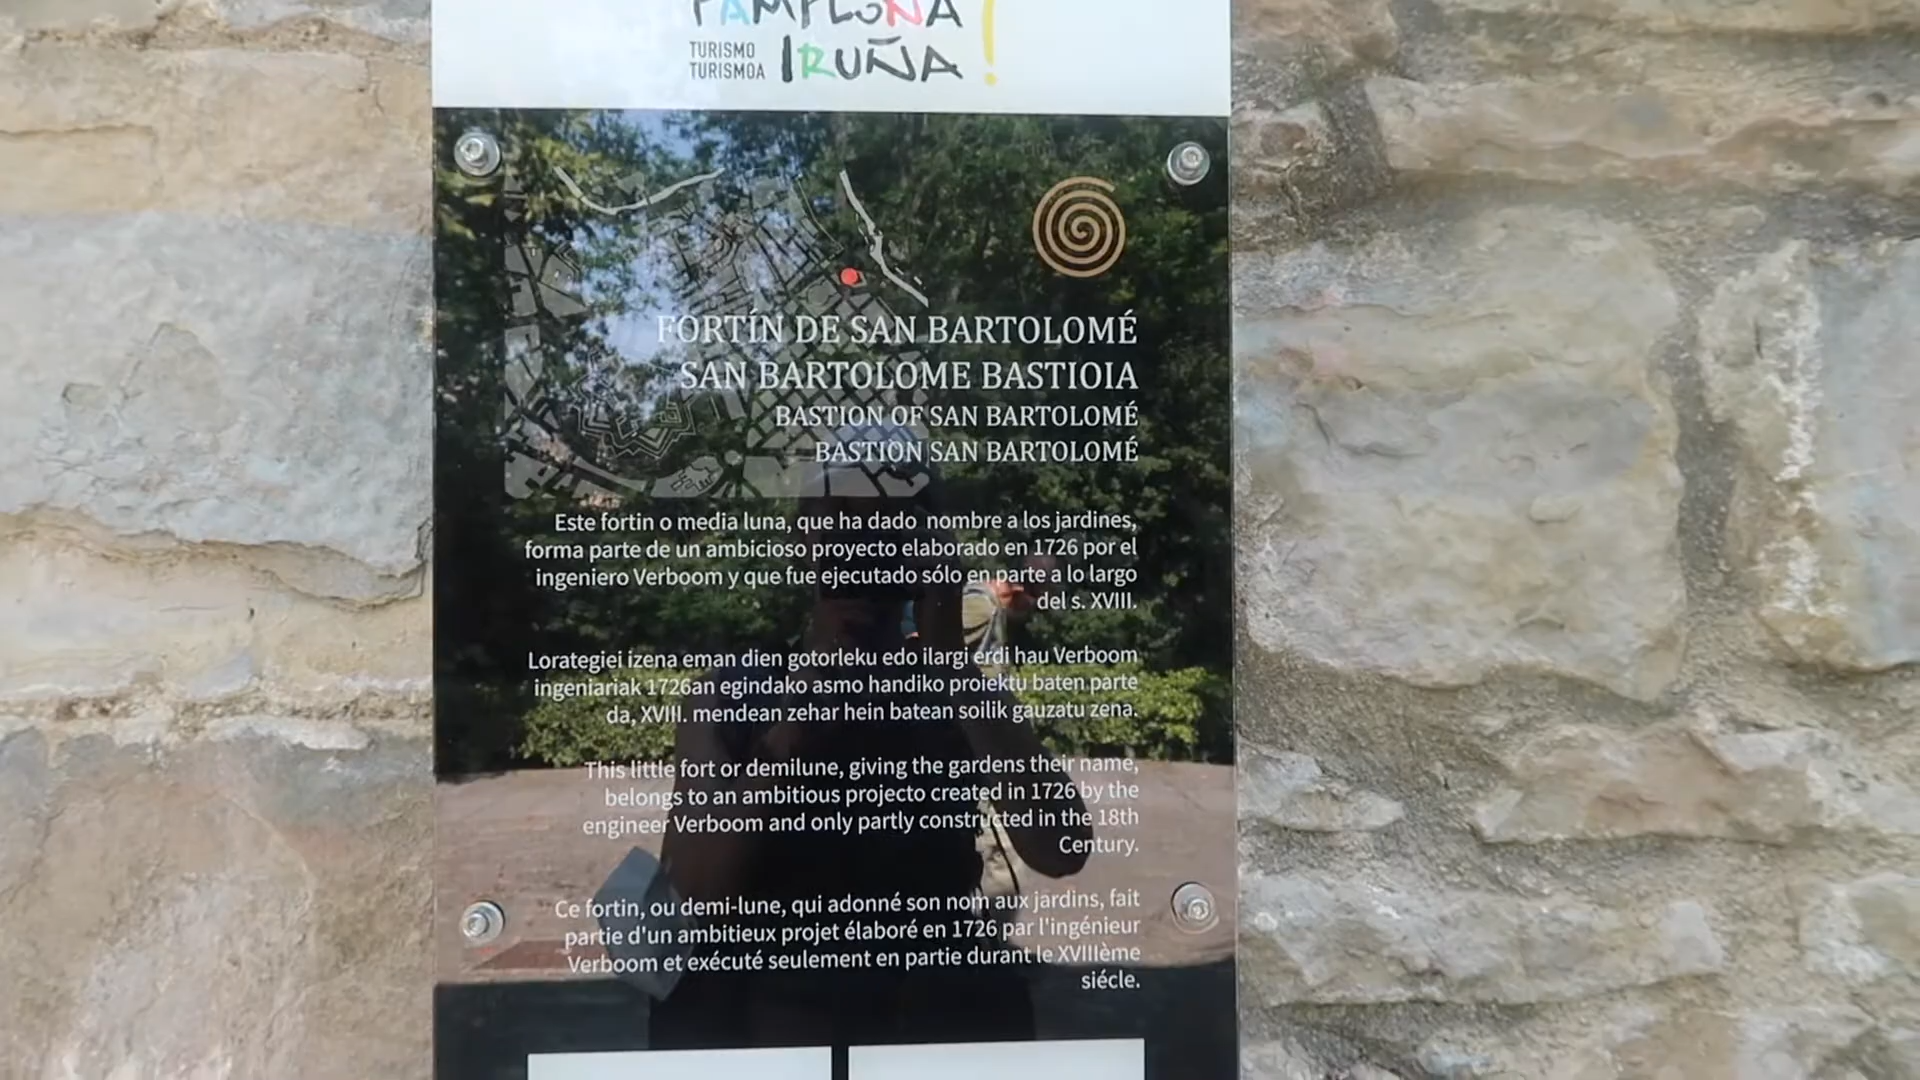 PAMPLONA
TURISMO
TURISMOA
IRUÑA!
FORTÍN DE SAN BARTOLOMÉ
SAN BARTOLOME BASTIOIA
BASTION OF SAN BARTOLOMÉ
BASTION SAN BARTOLOMÉ
Este fortin o media luna, que ha dado nombre a los jardines,
forma parte de un ambicioso proyecto elaborado en 1726 por el
ingeniero Verboom y que fue ejecutado sólo en parte a lo largo
del s. XVIII.
Lorategiei izena eman dien gotorleku edo ilargi erdi hau Verboom
ingeniariak 1726an egindako asmo handiko proiektu baten parte
da, XVIII. mendean zehar hein batean soilik gauzatu zena.
This little fort or demilune, giving the gardens their name,
belongs to an ambitious projecto created in 1726 by the
engineer Verboom and only partly constructed in the 18th
Century.
Ce fortin, ou demi-lune, qui adonné son nom aux jardins, fait
partie d'un ambitieux projet élaboré en 1726 par l'ingénieur
Verboom et exécuté seulement en partie durant le XVIIIème
siécle.